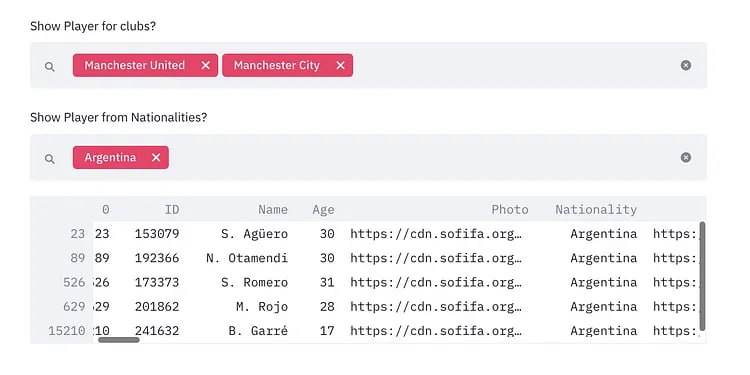 Show Player for clubs?
Manchester United × Manchester City ×
Show Player from Nationalities?
Argentina ×
0 ID Name Age Photo Nationality
23 23 153079 S. Agüero 30 https://cdn.sofifa.org… Argentina https:
89 89 192366 N. Otamendi 30 https://cdn.sofifa.org… Argentina https:
526 26 173373 S. Romero 31 https://cdn.sofifa.org… Argentina https:
629 29 201862 M. Rojo 28 https://cdn.sofifa.org… Argentina https:
15210 10 241632 B. Garré 17 https://cdn.sofifa.org… Argentina https: